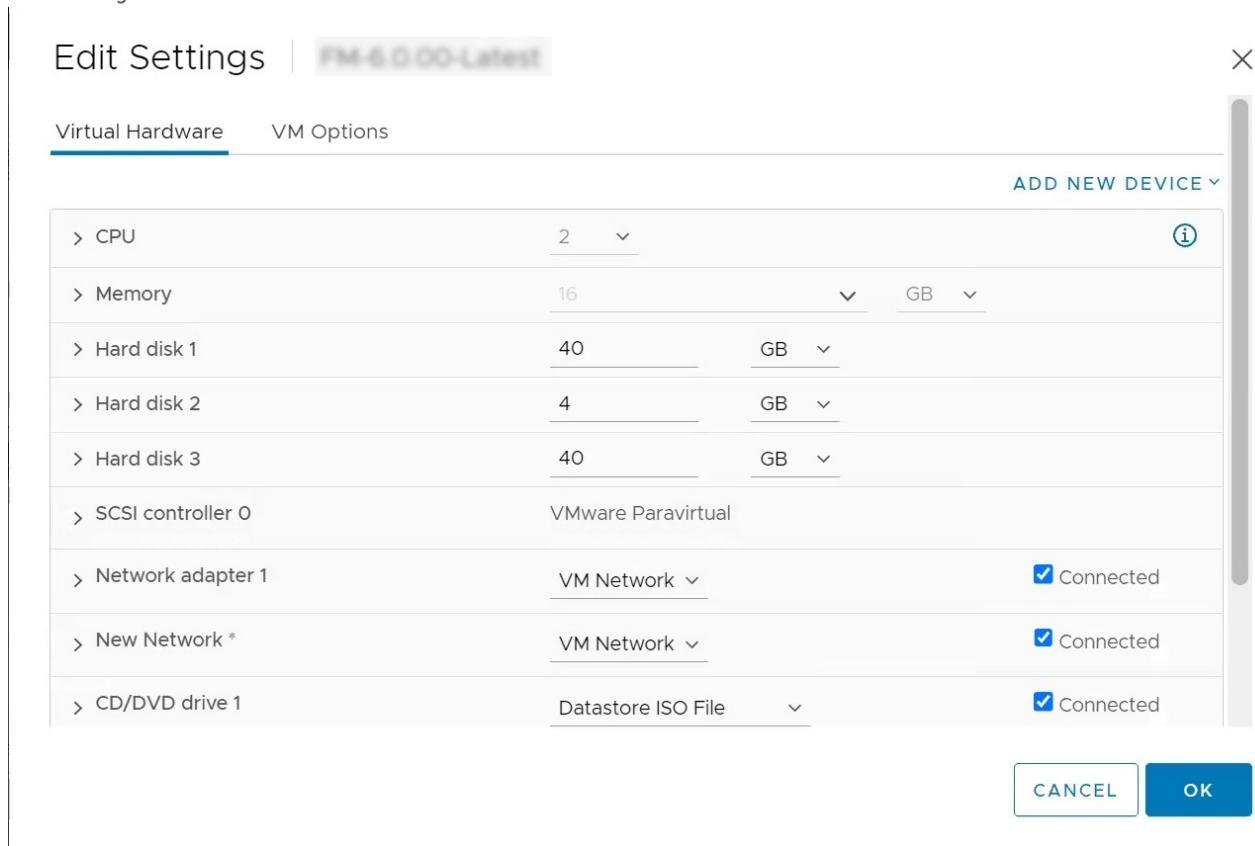 Edit Settings
Virtual Hardware VM Options
ADD NEW DEVICE
CPU 2
Memory 16 GB
Hard disk 1 40 GB
Hard disk 2 4 GB
Hard disk 3 40 GB
SCSI controller 0 VMware Paravirtual
Network adapter 1 VM Network Connected
New Network * VM Network Connected
CD/DVD drive 1 Datastore ISO File Connected
CANCEL OK